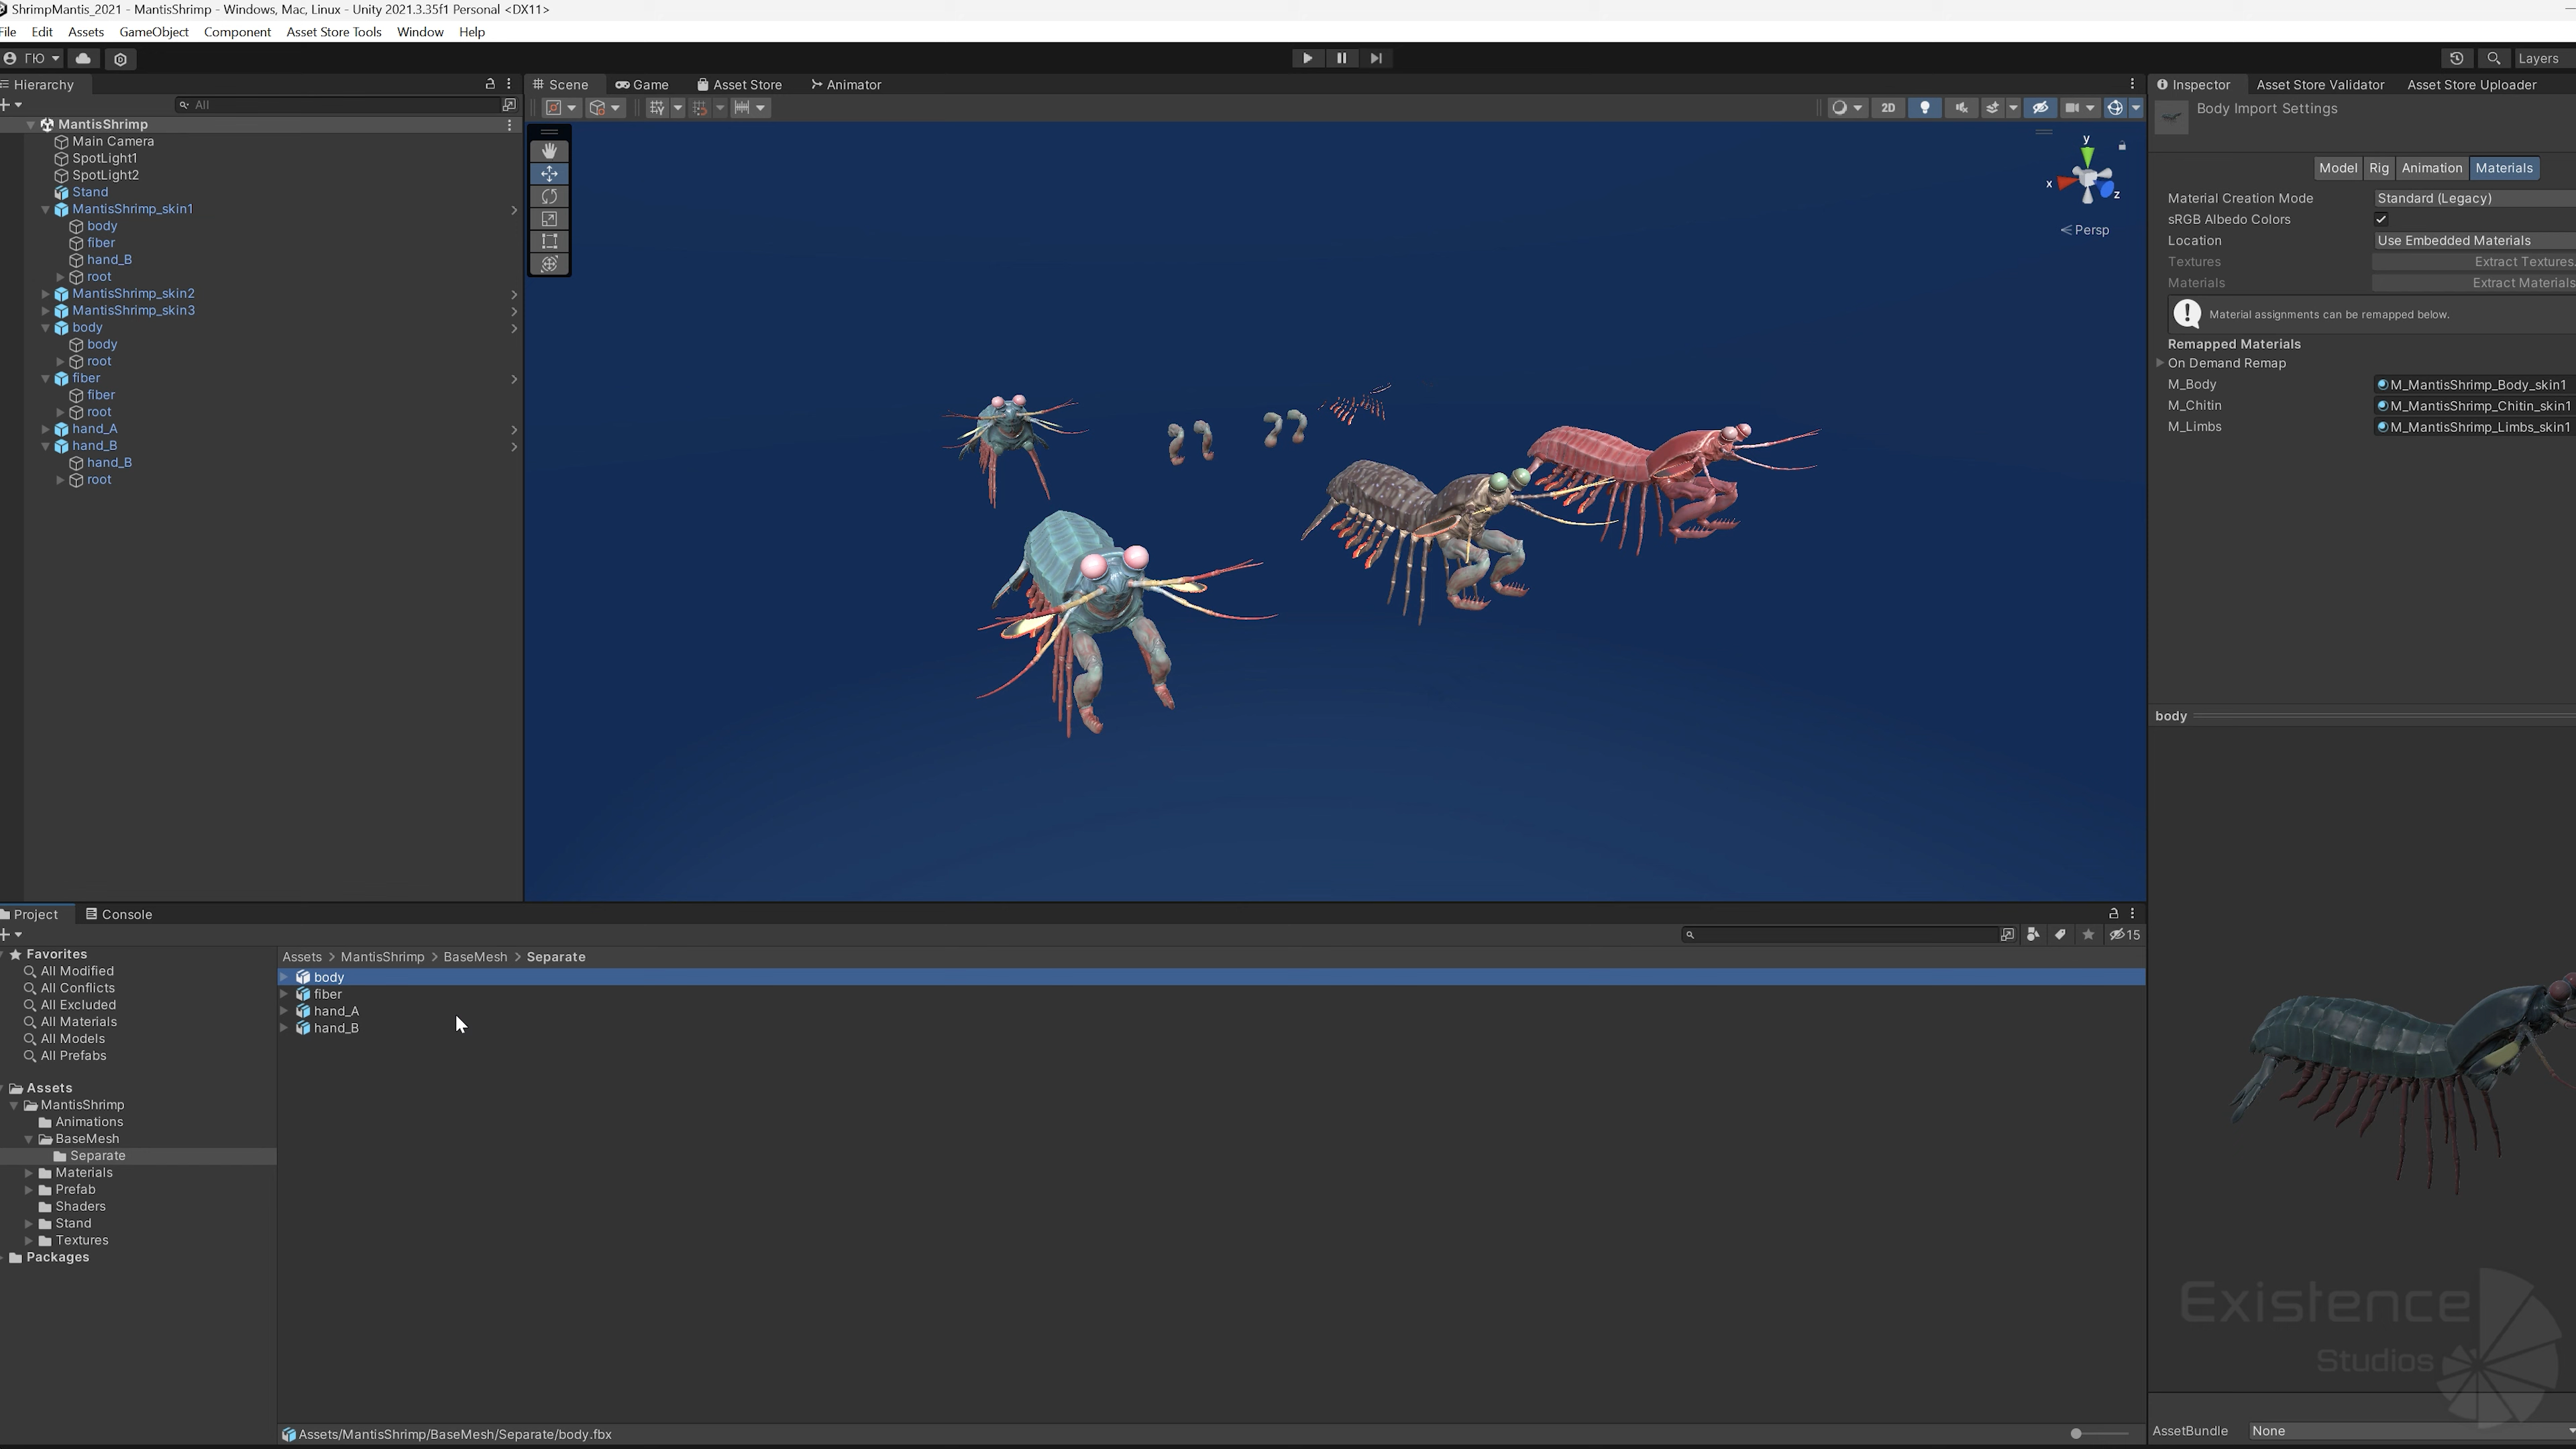 ShrimpMantis_2021 - MantisShrimp - Windows, Mac, Linux - Unity 2021.3.35f1 Personal <DX11>
File Edit Assets GameObject Component Asset Store Tools Window Help
ГЮ
Layers
Hierarchy
All
MantisShrimp
Main Camera
SpotLight1
SpotLight2
Stand
MantisShrimp_skin1
body
fiber
hand_B
root
MantisShrimp_skin2
MantisShrimp_skin3
body
body
root
fiber
fiber
root
hand_A
hand_B
hand_B
root
Scene Game Asset Store Animator
2D
y
x
z
Persp
Inspector Asset Store Validator Asset Store Uploader
Body Import Settings
Model Rig Animation Materials
Material Creation Mode Standard (Legacy)
sRGB Albedo Colors
Location Use Embedded Materials
Textures Extract Textures.
Materials Extract Materials
Material assignments can be remapped below.
Remapped Materials
On Demand Remap
M_Body M_MantisShrimp_Body_skin1
M_Chitin M_MantisShrimp_Chitin_skin1
M_Limbs M_MantisShrimp_Limbs_skin1
body
Existence
Studios
AssetBundle None
Project Console
15
Favorites
All Modified
All Conflicts
All Excluded
All Materials
All Models
All Prefabs
Assets
MantisShrimp
Animations
BaseMesh
Separate
Materials
Prefab
Shaders
Stand
Textures
Packages
Assets > MantisShrimp > BaseMesh > Separate
body
fiber
hand_A
hand_B
Assets/MantisShrimp/BaseMesh/Separate/body.fbx